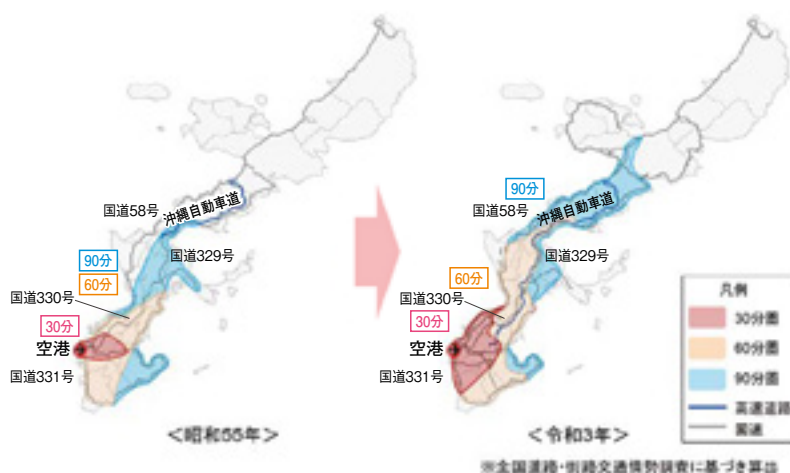 国道58号
沖縄自動車道
90分
国道329号
60分
国道330号
30分
空港
国道331号
<昭和55年>
90分
国道58号
沖縄自動車道
国道329号
60分
国道330号
30分
空港
国道331号
<令和3年>
凡例
30分圏
60分圏
90分圏
高速道路
国道
※全国道路・街路交通情勢調査に基づき算出